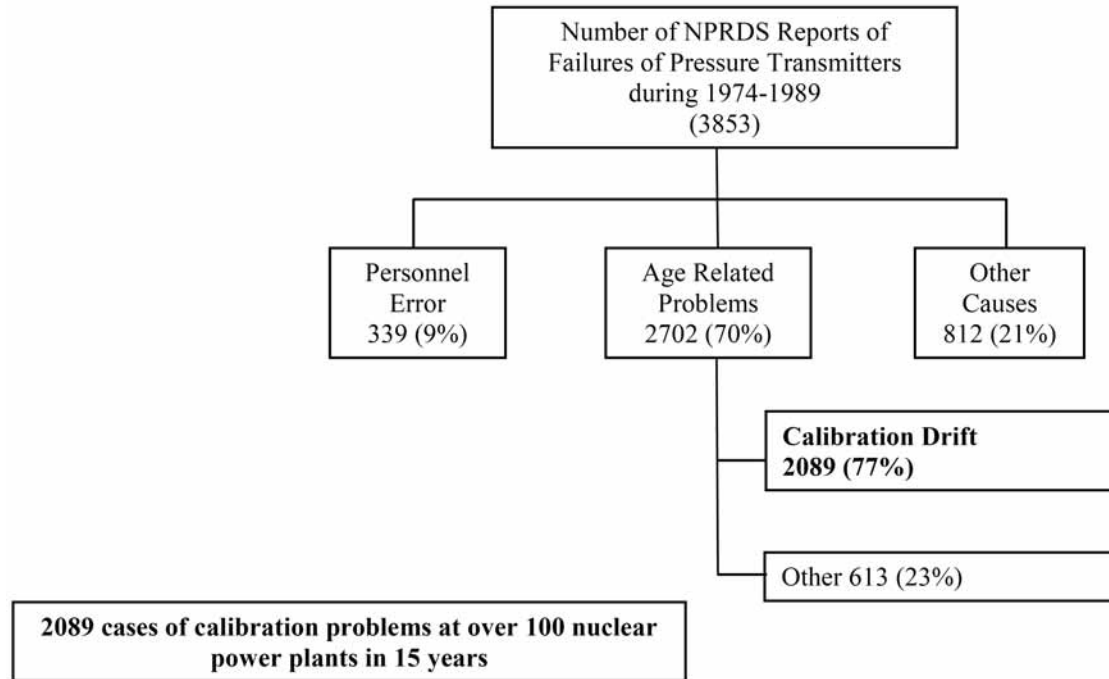 Number of NPRDS Reports of
Failures of Pressure Transmitters
during 1974-1989
(3853)
Personnel
Error
339 (9%)
Age Related
Problems
2702 (70%)
Other
Causes
812 (21%)
Calibration Drift
2089 (77%)
Other 613 (23%)
2089 cases of calibration problems at over 100 nuclear
power plants in 15 years